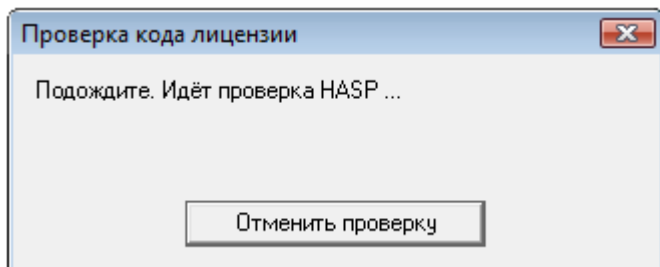 Проверка кода лицензии
Подождите. Идёт проверка HASP ...
Отменить проверку